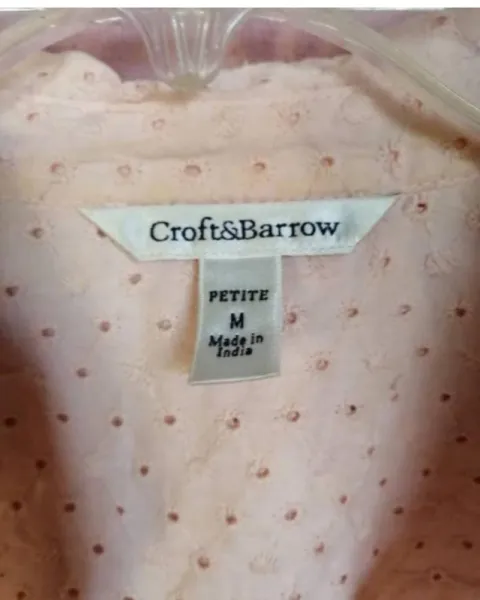 Croft&Barrow
PETITE
M
Made in
India